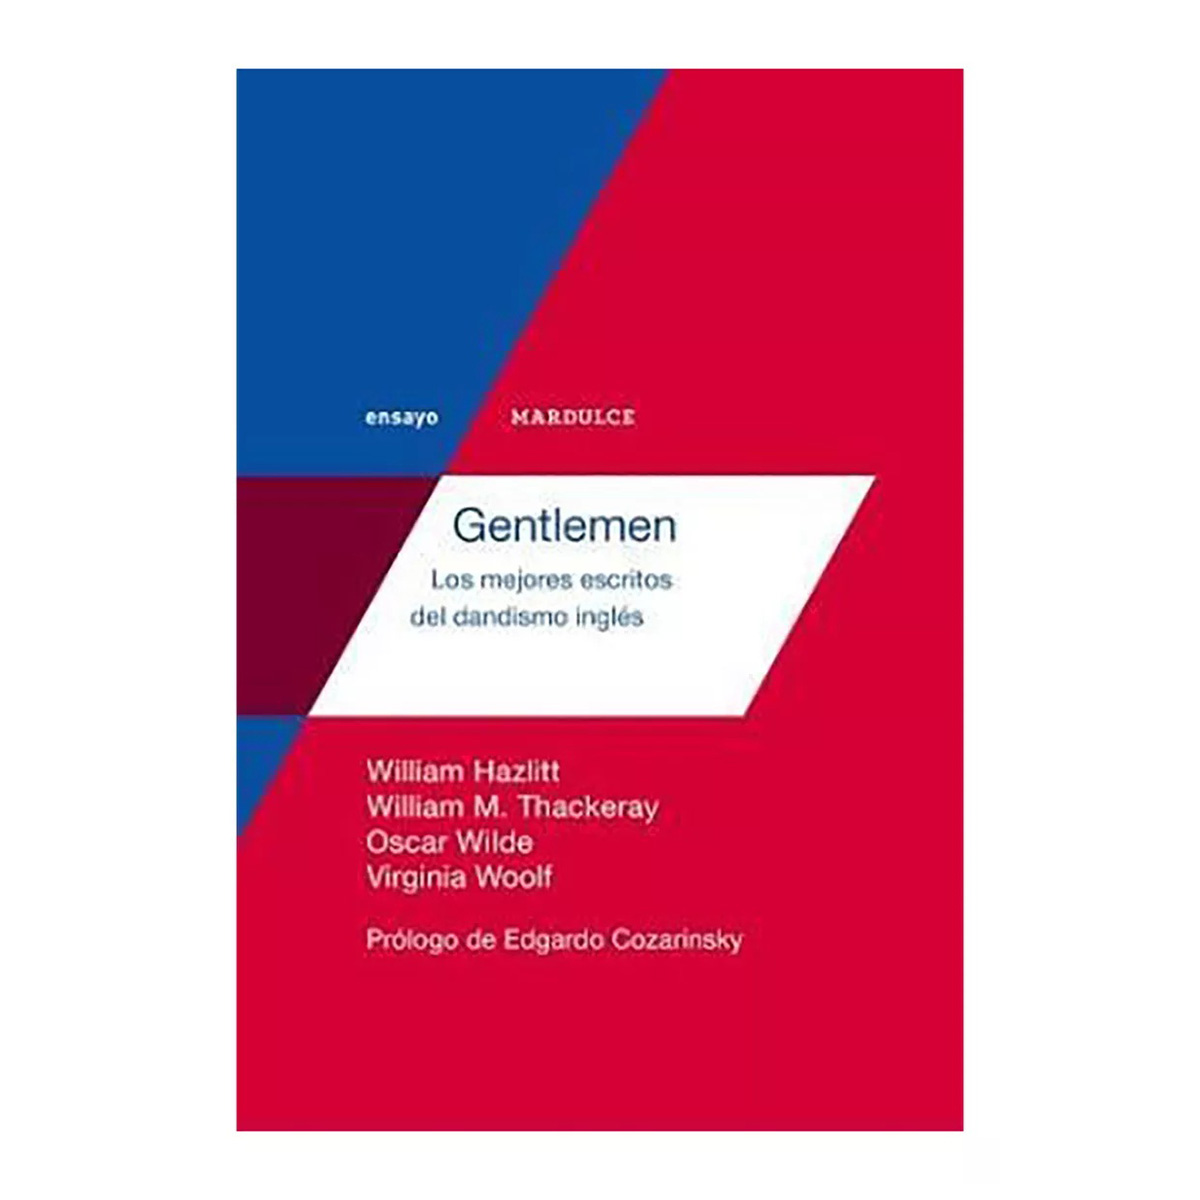 ensayo MARDULCE
Gentlemen
Los mejores escritos
del dandismo inglés
William Hazlitt
William M. Thackeray
Oscar Wilde
Virginia Woolf
Prólogo de Edgardo Cozarinsky